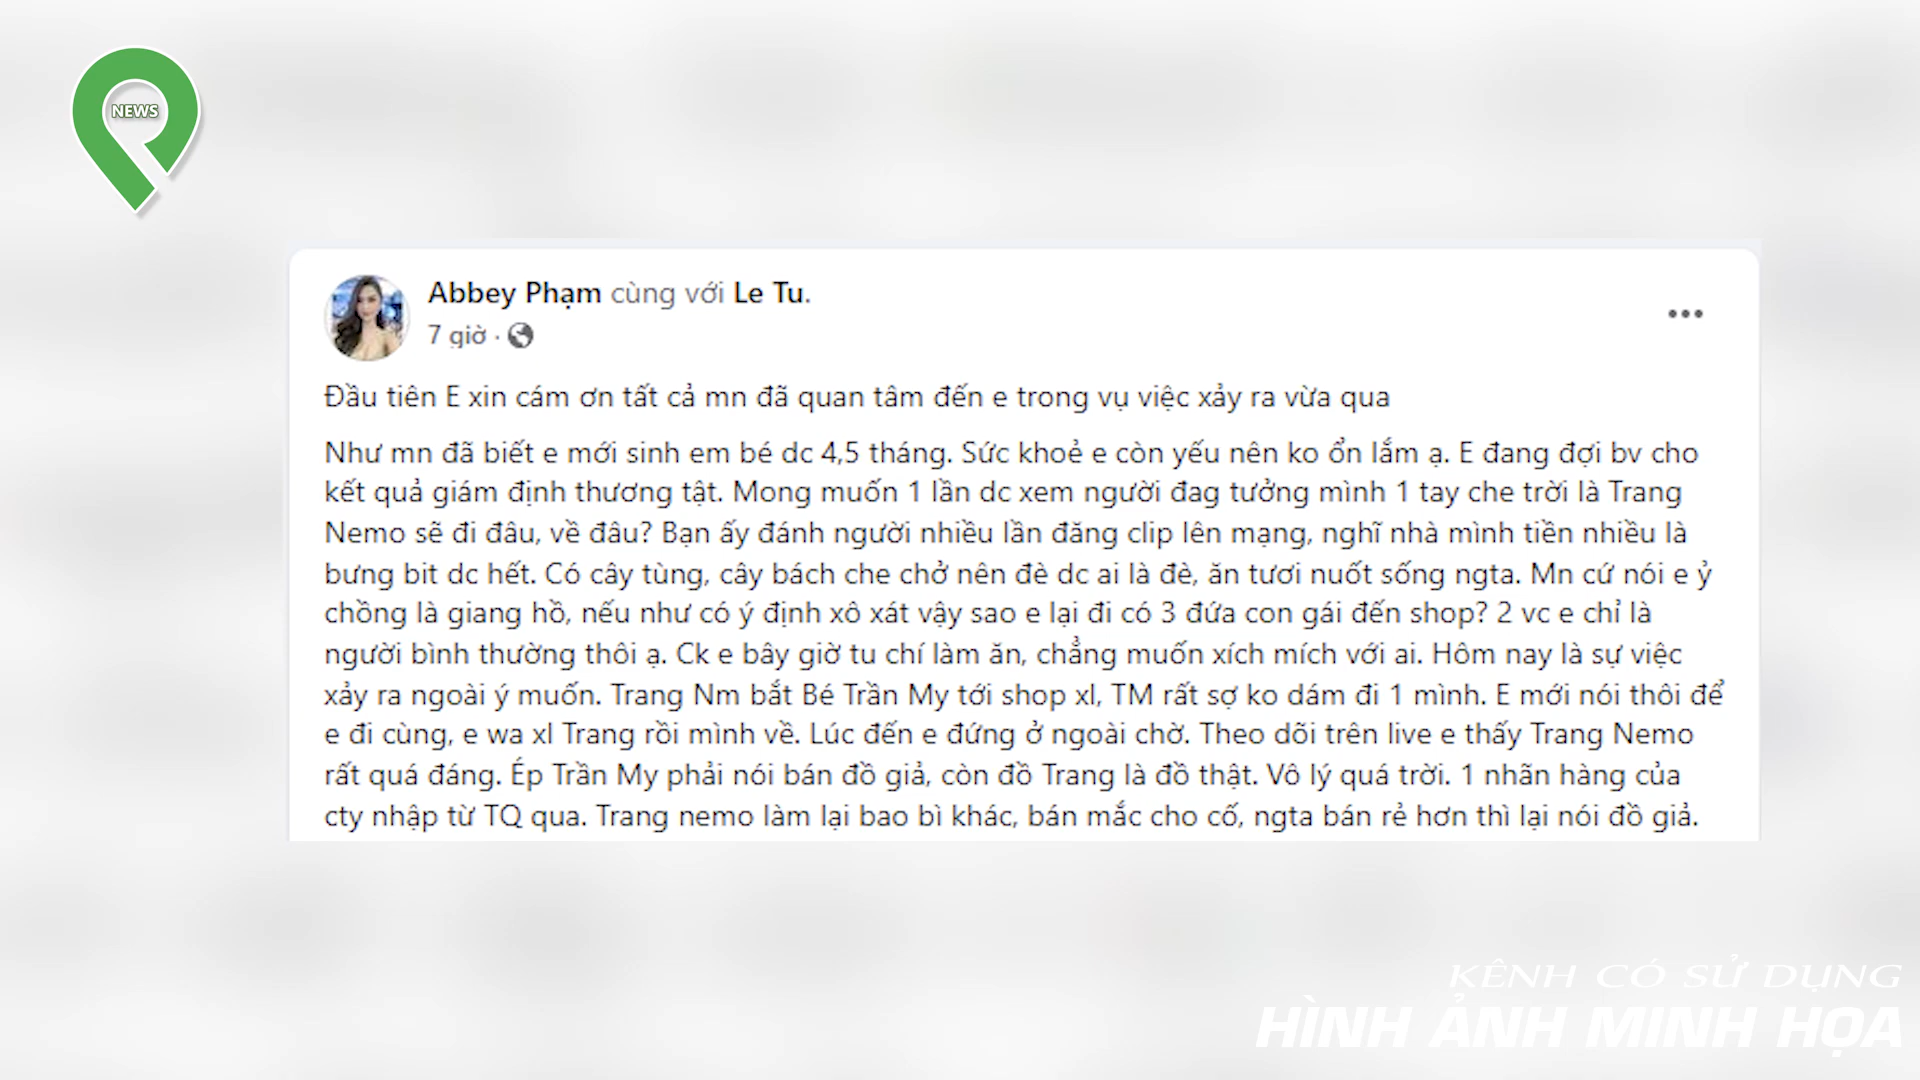 NEWS
Abbey Phạm cùng với Le Tu.
7 giờ ·
Đầu tiên E xin cám ơn tất cả mn đã quan tâm đến e trong vụ việc xảy ra vừa qua
Như mn đã biết e mới sinh em bé dc 4,5 tháng. Sức khoẻ e còn yếu nên ko ổn lắm ạ. E đang đợi bv cho
kết quả giám định thương tật. Mong muốn 1 lần dc xem người đag tưởng mình 1 tay che trời là Trang
Nemo sẽ đi đâu, về đâu? Bạn ấy đánh người nhiều lần đăng clip lên mạng, nghĩ nhà mình tiền nhiều là
bưng bit dc hết. Có cây tùng, cây bách che chở nên đè dc ai là đè, ăn tươi nuốt sống ngta. Mn cứ nói e ỷ
chồng là giang hồ, nếu như có ý định xô xát vậy sao e lại đi có 3 đứa con gái đến shop? 2 vc e chỉ là
người bình thường thôi ạ. Ck e bây giờ tu chí làm ăn, chẳng muốn xích mích với ai. Hôm nay là sự việc
xảy ra ngoài ý muốn. Trang Nm bắt Bé Trần My tới shop xl, TM rất sợ ko dám đi 1 mình. E mới nói thôi để
e đi cùng, e wa xl Trang rồi mình về. Lúc đến e đứng ở ngoài chờ. Theo dõi trên live e thấy Trang Nemo
rất quá đáng. Ép Trần My phải nói bán đồ giả, còn đồ Trang là đồ thật. Vô lý quá trời. 1 nhãn hàng của
cty nhập từ TQ qua. Trang nemo làm lại bao bì khác, bán mắc cho cố, ngta bán rẻ hơn thì lại nói đồ giả.
KÊNH CÓ SỬ DỤNG
HÌNH ẢNH MINH HỌA